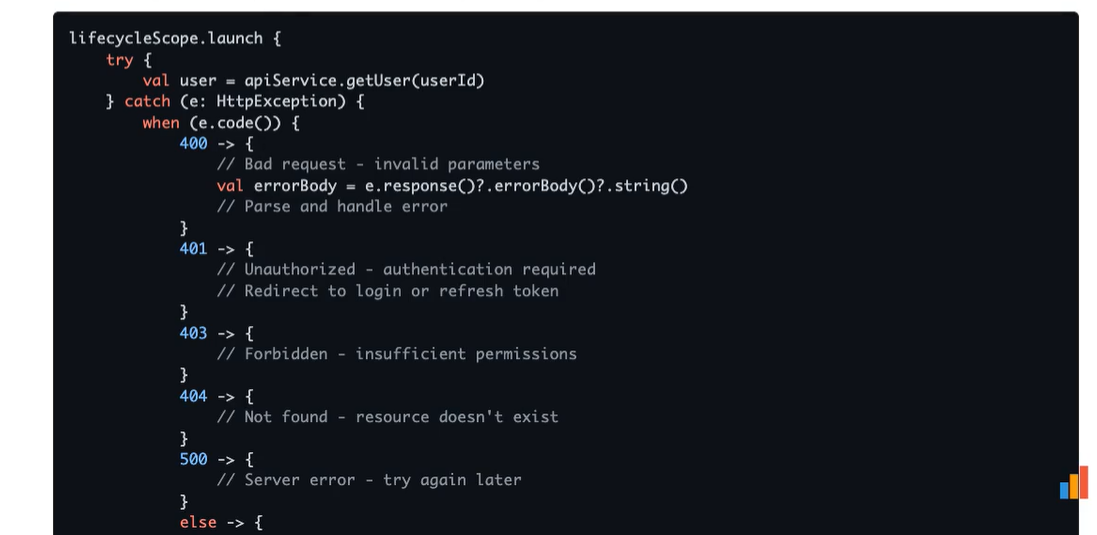 lifecycleScope.launch {
    try {
        val user = apiService.getUser(userId)
    } catch (e: HttpException) {
        when (e.code()) {
            400 -> {
                // Bad request - invalid parameters
                val errorBody = e.response()?.errorBody()?.string()
                // Parse and handle error
            }
            401 -> {
                // Unauthorized - authentication required
                // Redirect to login or refresh token
            }
            403 -> {
                // Forbidden - insufficient permissions
            }
            404 -> {
                // Not found - resource doesn't exist
            }
            500 -> {
                // Server error - try again later
            }
            else -> {